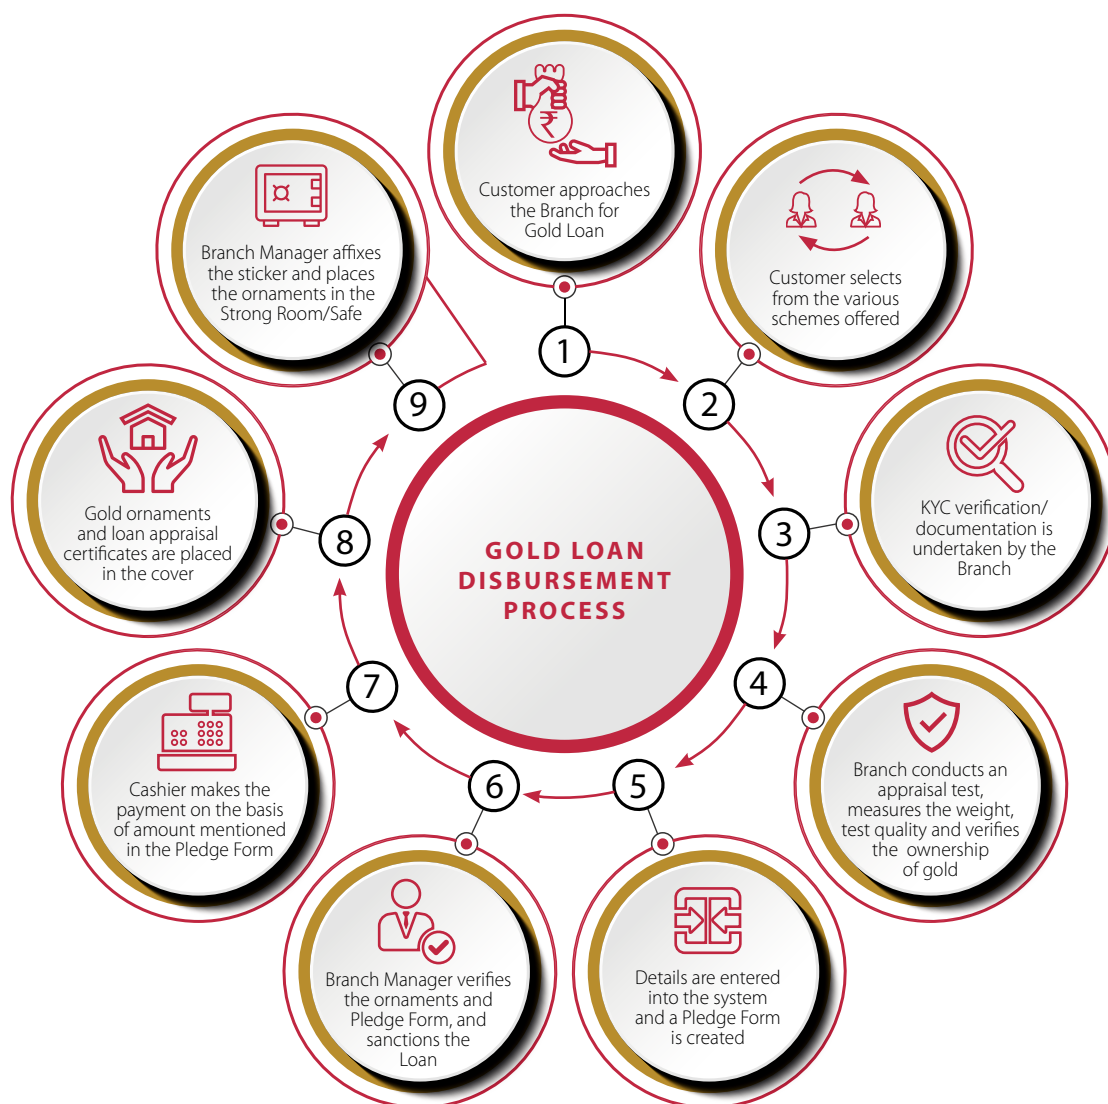 GOLD LOAN
DISBURSEMENT
PROCESS
1
Customer approaches
the Branch for
Gold Loan
₹
2
Customer selects
from the various
schemes offered
3
KYC verification/
documentation is
undertaken by the
Branch
4
Branch conducts an
appraisal test,
measures the weight,
test quality and verifies
the ownership
of gold
5
Details are entered
into the system
and a Pledge Form
is created
6
Branch Manager verifies
the ornaments and
Pledge Form, and
sanctions the
Loan
7
Cashier makes the
payment on the basis
of amount mentioned
in the Pledge Form
8
Gold ornaments
and loan appraisal
certificates are placed
in the cover
9
Branch Manager affixes
the sticker and places
the ornaments in the
Strong Room/Safe